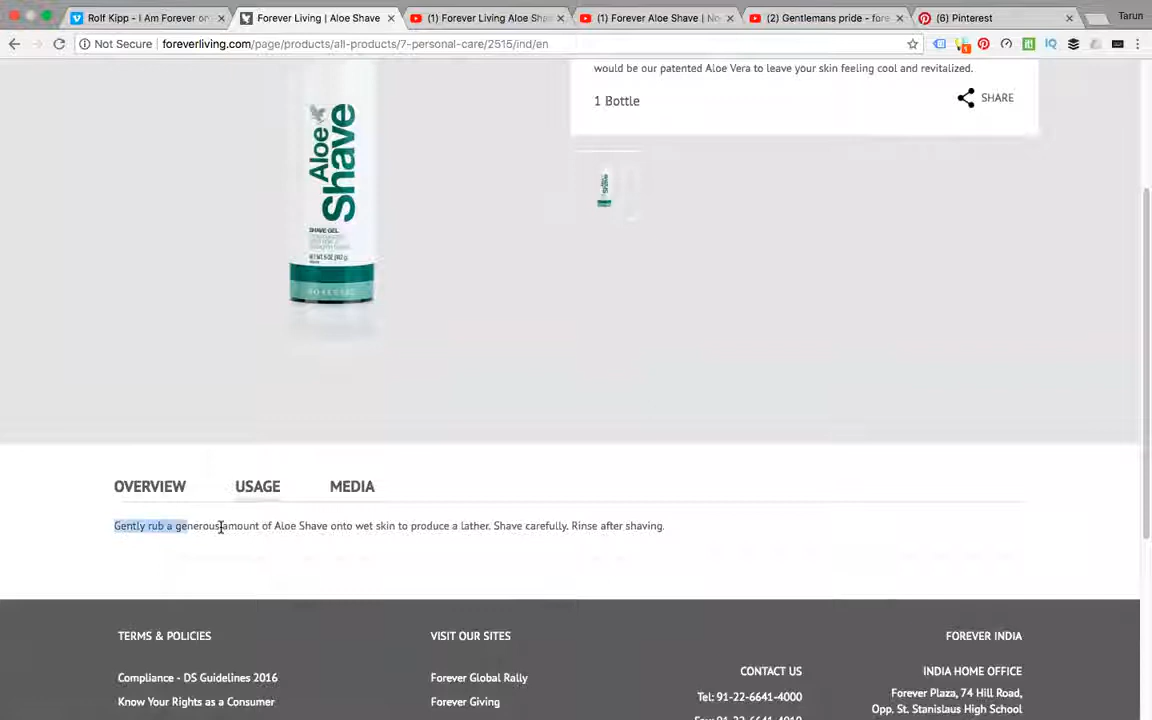 Rolf Kipp - I Am Forever on
Forever Living | Aloe Shave
(1) Forever Living Aloe Sha
(1) Forever Aloe Shave | No
(2) Gentlemans pride - fore
(6) Pinterest
Tarun
Not Secure | foreverliving.com/page/products/all-products/7-personal-care/2515/ind/en
would be our patented Aloe Vera to leave your skin feeling cool and revitalized.
1 Bottle
SHARE
Aloe
Shave
SHAVE GEL
OVERVIEW
USAGE
MEDIA
Gently rub a generous amount of Aloe Shave onto wet skin to produce a lather. Shave carefully. Rinse after shaving.
TERMS & POLICIES
Compliance - DS Guidelines 2016
Know Your Rights as a Consumer
VISIT OUR SITES
Forever Global Rally
Forever Giving
CONTACT US
Tel: 91-22-6641-4000
FOREVER INDIA
INDIA HOME OFFICE
Forever Plaza, 74 Hill Road,
Opp. St. Stanislaus High School